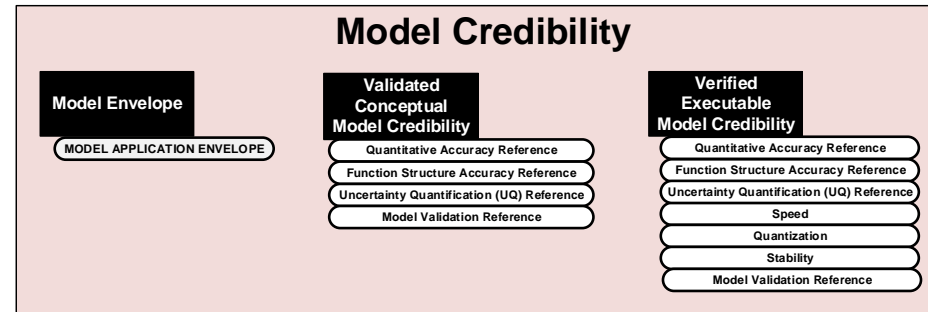 Model Credibility
Model Envelope
MODEL APPLICATION ENVELOPE
Validated
Conceptual
Model Credibility
Quantitative Accuracy Reference
Function Structure Accuracy Reference
Uncertainty Quantification (UQ) Reference
Model Validation Reference
Verified
Executable
Model Credibility
Quantitative Accuracy Reference
Function Structure Accuracy Reference
Uncertainty Quantification (UQ) Reference
Speed
Quantization
Stability
Model Validation Reference